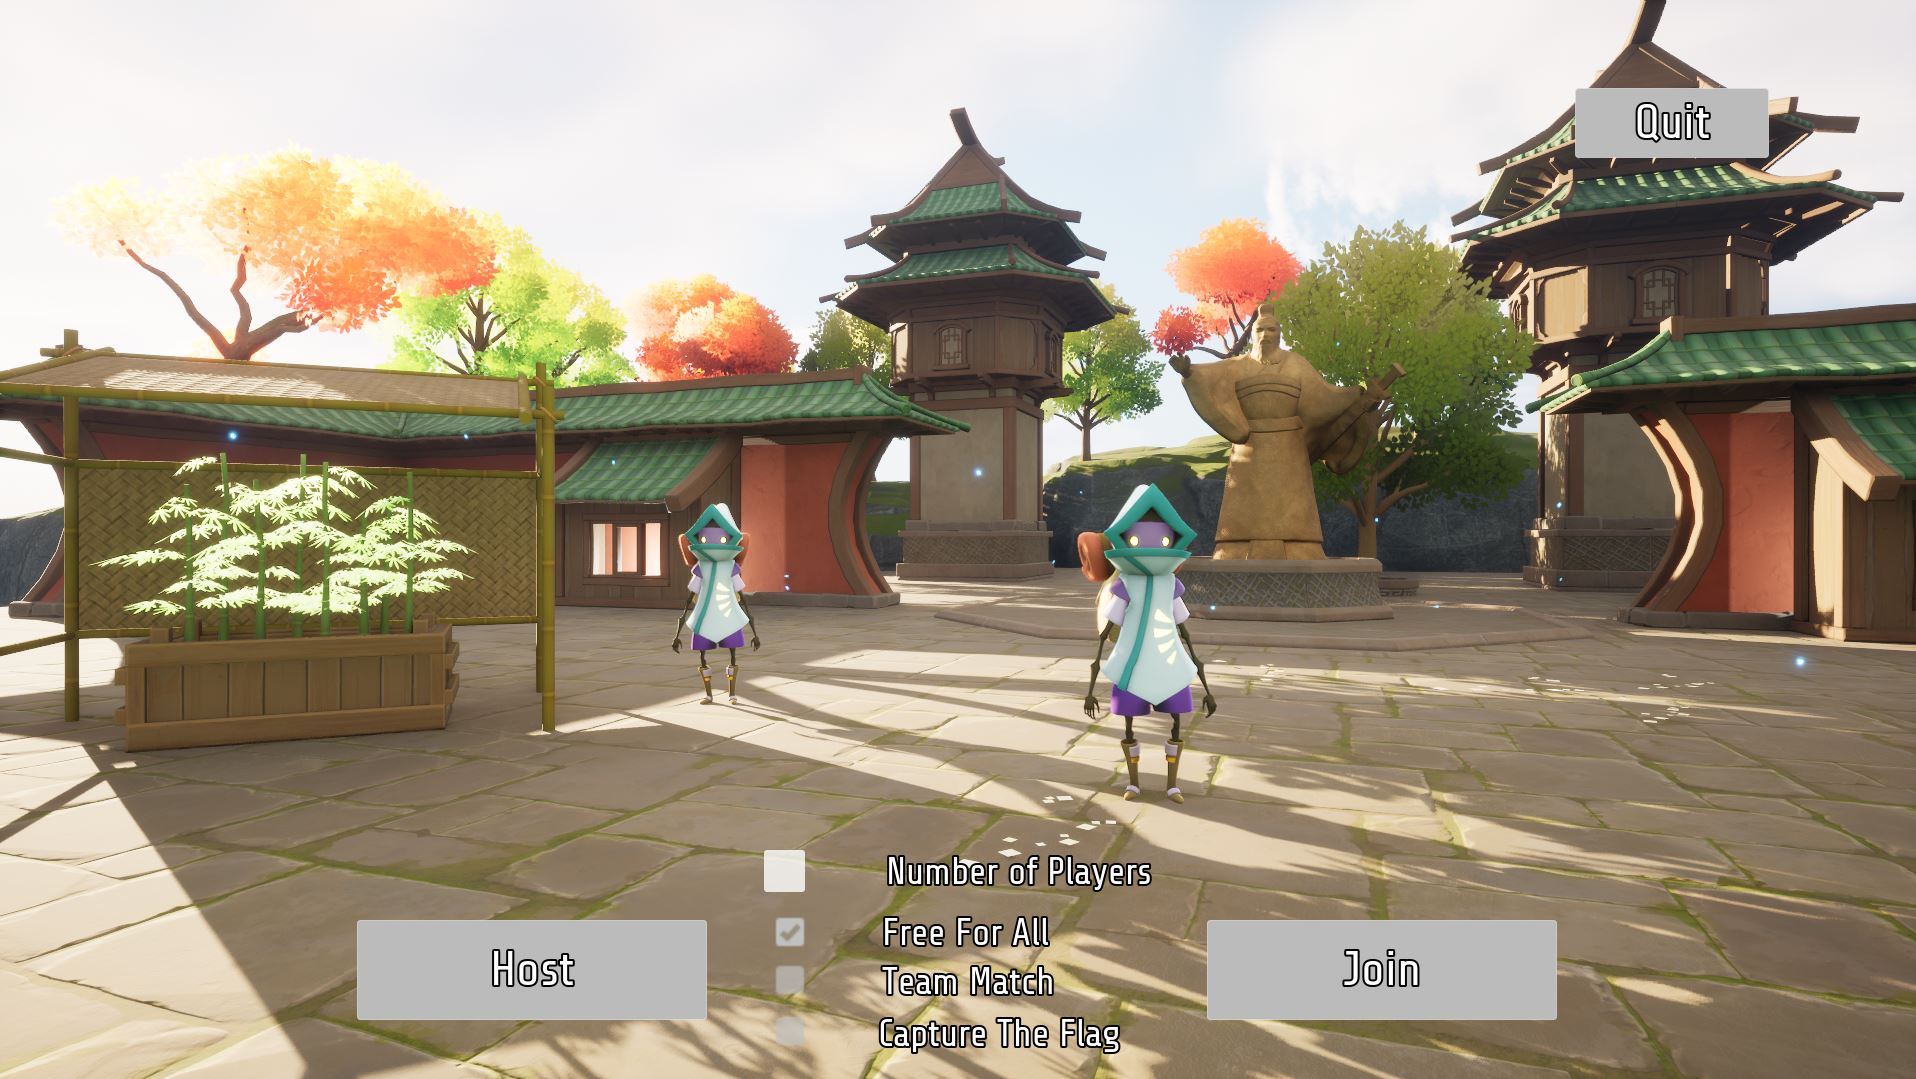 Quit
Number of Players
Free For All
Team Match
Capture The Flag
Host
Join